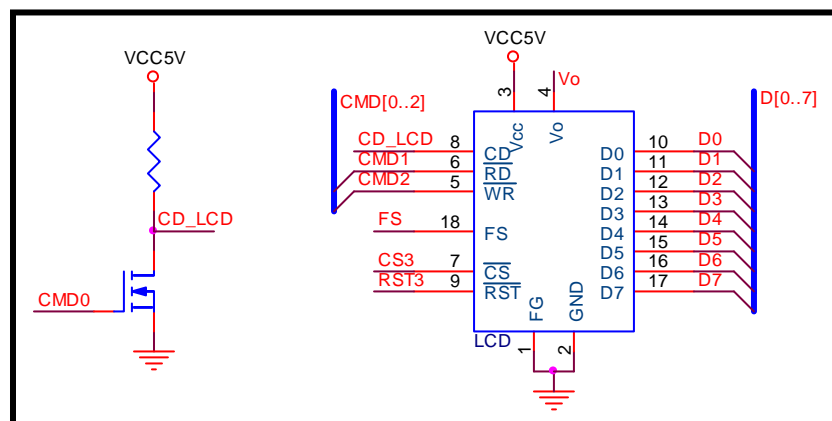 VCC5V
CD_LCD
CMD0
VCC5V
Vo
3
4
CMD[0..2]
D[0..7]
Vcc
Vo
CD_LCD 8 CD
CMD1 6 RD
CMD2 5 WR
FS 18 FS
CS3 7 CS
RST3 9 RST
D0 10 D0
D1 11 D1
D2 12 D2
D3 13 D3
D4 14 D4
D5 15 D5
D6 16 D6
D7 17 D7
FG
GND
LCD
1
2